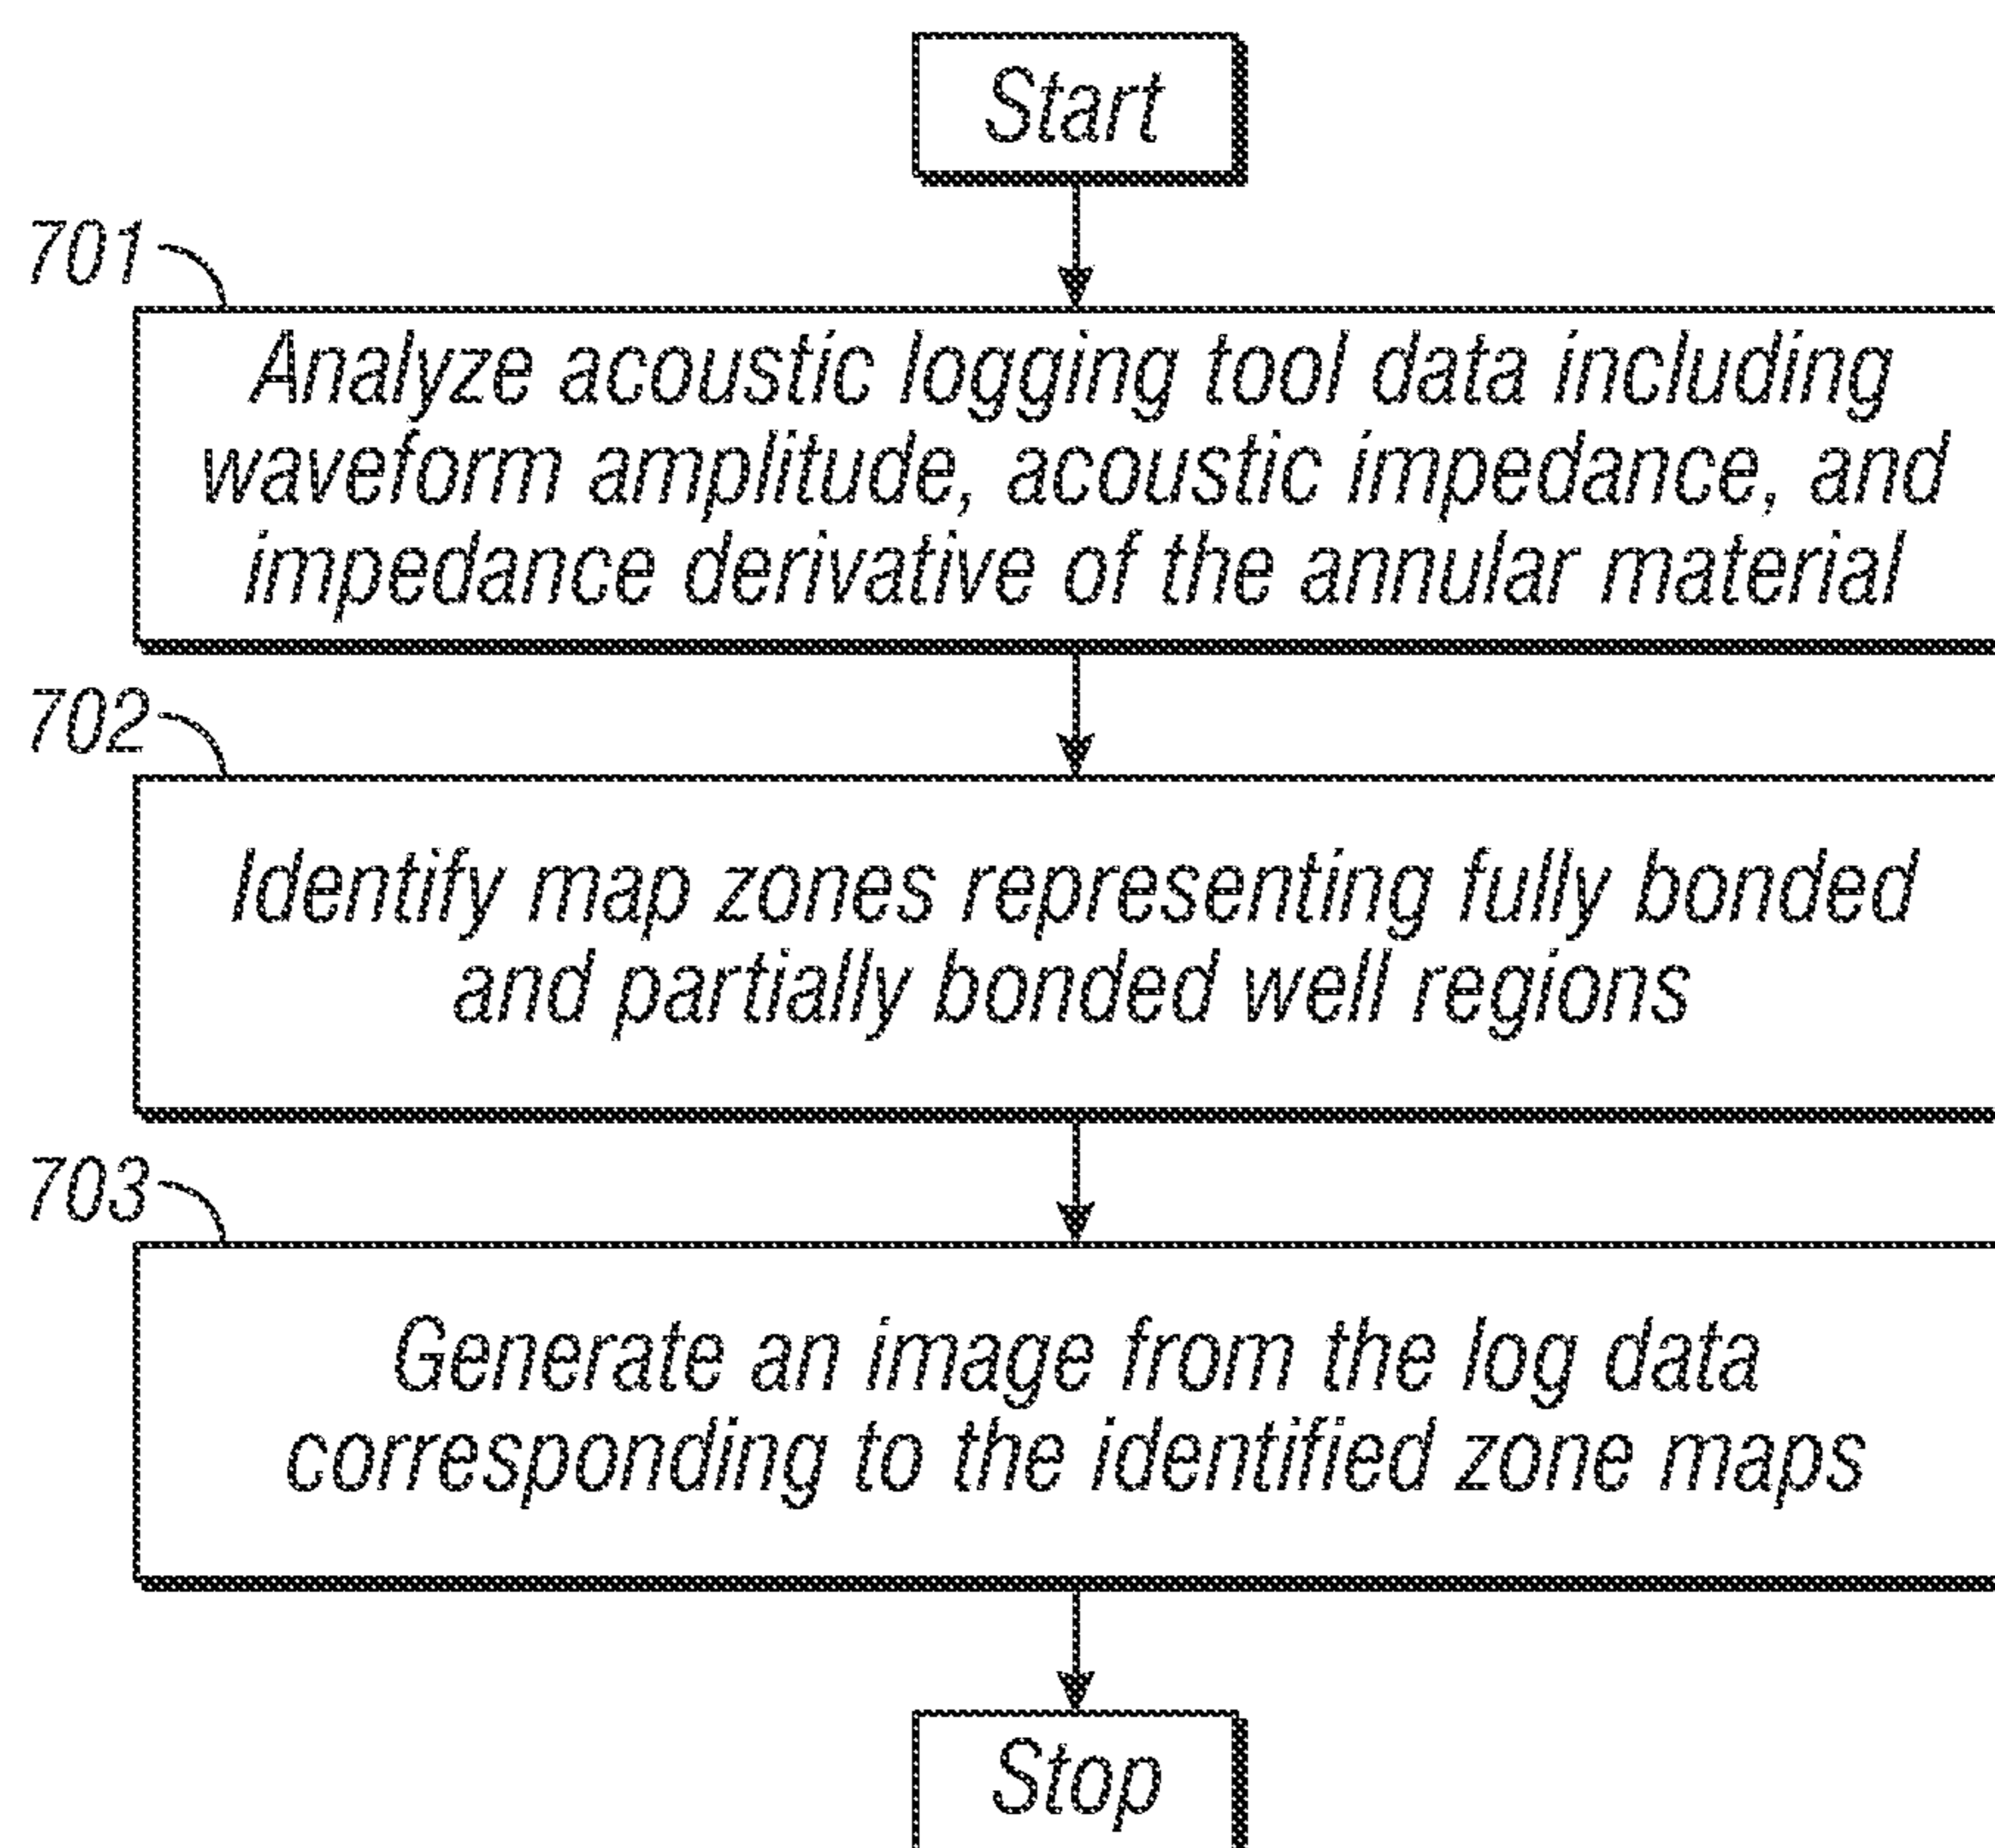 Start
701
Analyze acoustic logging tool data including
waveform amplitude, acoustic impedance, and
impedance derivative of the annular material
702
Identify map zones representing fully bonded
and partially bonded well regions
703
Generate an image from the log data
corresponding to the identified zone maps
Stop